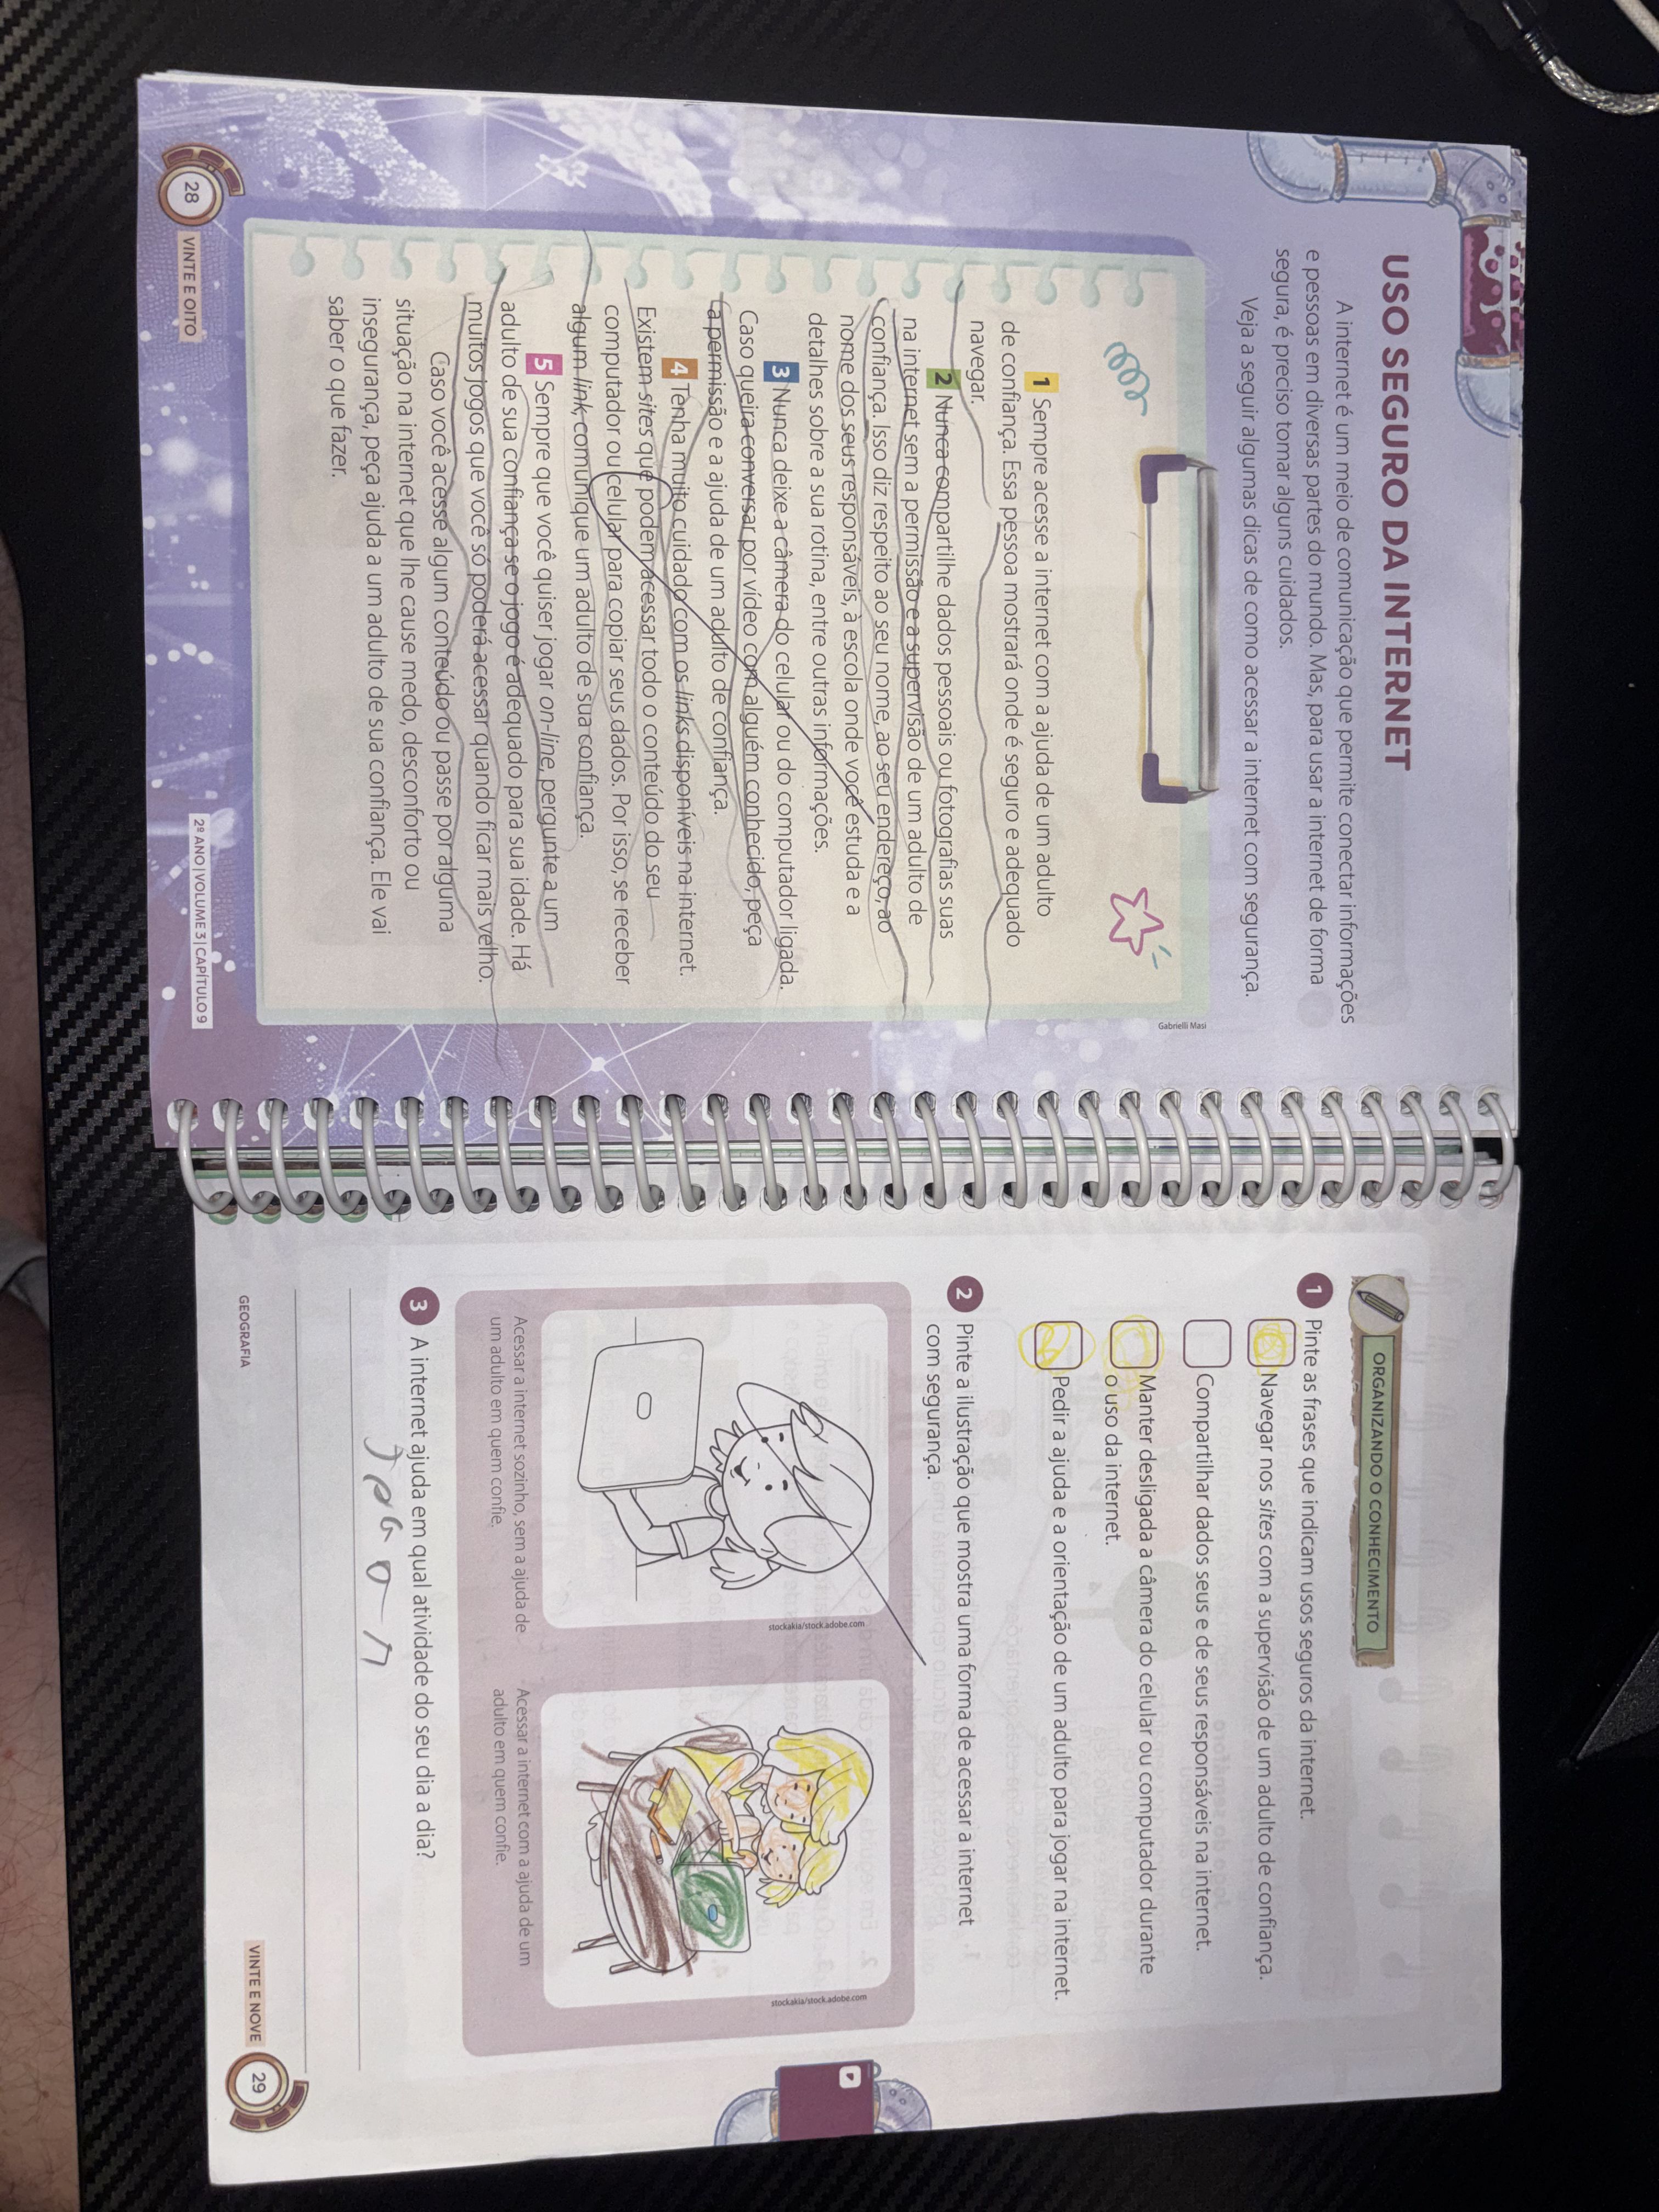 USO SEGURO DA INTERNET
A internet é um meio de comunicação que permite conectar informações
e pessoas em diversas partes do mundo. Mas, para usar a internet de forma
segura, é preciso tomar alguns cuidados.
Veja a seguir algumas dicas de como acessar a internet com segurança.
Gabrielli Masi
1 Sempre acesse a internet com a ajuda de um adulto
de confiança. Essa pessoa mostrará onde é seguro e adequado
navegar.
2 Nunca compartilhe dados pessoais ou fotografias suas
na internet sem a permissão e a supervisão de um adulto de
confiança. Isso diz respeito ao seu nome, ao seu endereço, ao
nome dos seus responsáveis, à escola onde você estuda e a
detalhes sobre a sua rotina, entre outras informações.
3 Nunca deixe a câmera do celular ou do computador ligada.
Caso queira conversar por vídeo com alguém conhecido, peça
a permissão e a ajuda de um adulto de confiança.
4 Tenha muito cuidado com os links disponíveis na internet.
Existem sites que podem acessar todo o conteúdo do seu
computador ou celular para copiar seus dados. Por isso, se receber
algum link, comunique um adulto de sua confiança.
5 Sempre que você quiser jogar on-line, pergunte a um
adulto de sua confiança se o jogo é adequado para sua idade. Há
muitos jogos que você só poderá acessar quando ficar mais velho.
Caso você acesse algum conteúdo ou passe por alguma
situação na internet que lhe cause medo, desconforto ou
insegurança, peça ajuda a um adulto de sua confiança. Ele vai
saber o que fazer.
28 VINTE E OITO
2º ANO | VOLUME 3 | CAPÍTULO 9
ORGANIZANDO O CONHECIMENTO
1 Pinte as frases que indicam usos seguros da internet.
Navegar nos sites com a supervisão de um adulto de confiança.
Compartilhar dados seus e de seus responsáveis na internet.
Manter desligada a câmera do celular ou computador durante
o uso da internet.
Pedir a ajuda e a orientação de um adulto para jogar na internet.
2 Pinte a ilustração que mostra uma forma de acessar a internet
com segurança.
stockakia/stock.adobe.com
stockakia/stock.adobe.com
Acessar a internet sozinho, sem a ajuda de
um adulto em quem confie.
Acessar a internet com a ajuda de um
adulto em quem confie.
3 A internet ajuda em qual atividade do seu dia a dia?
GEOGRAFIA
VINTE E NOVE 29